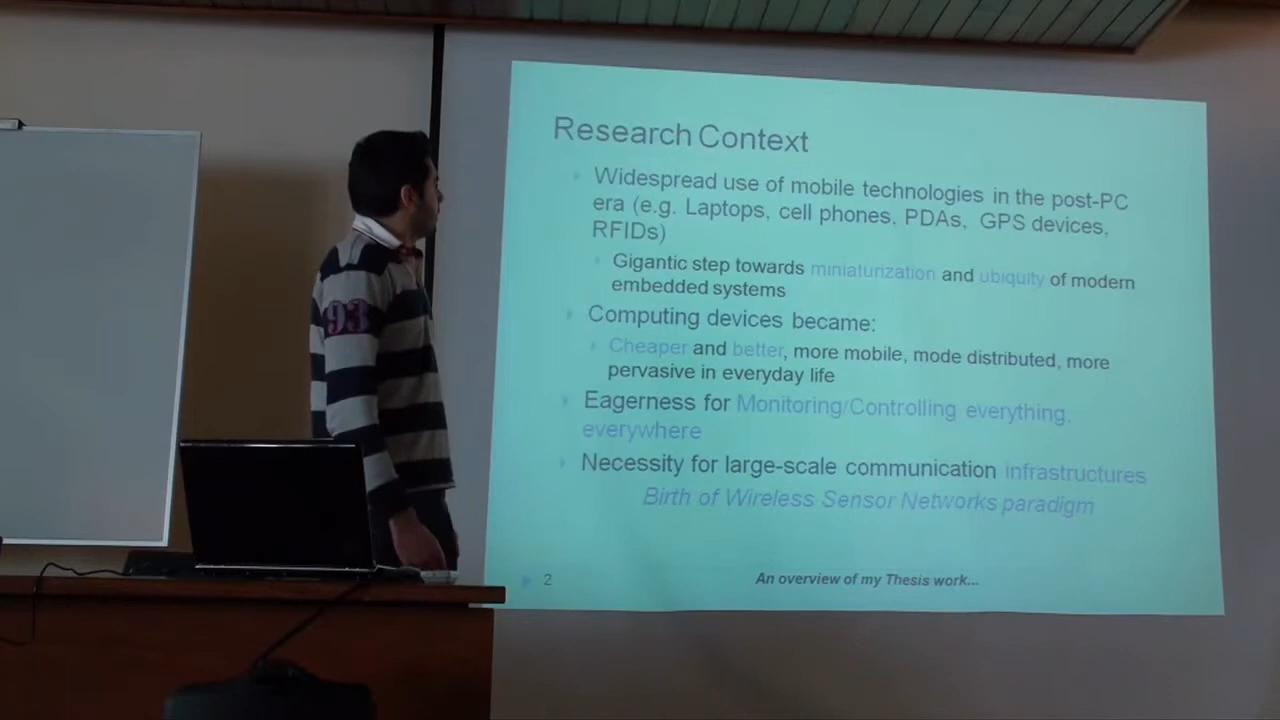 Research Context
Widespread use of mobile technologies in the post-PC
era (e.g. Laptops, cell phones, PDAs, GPS devices,
RFIDs)
Gigantic step towards miniaturization and ubiquity of modern
embedded systems
Computing devices became:
Cheaper and better, more mobile, mode distributed, more
pervasive in everyday life
Eagerness for Monitoring/Controlling everything,
everywhere
Necessity for large-scale communication infrastructures
Birth of Wireless Sensor Networks paradigm
2
An overview of my Thesis work...
93